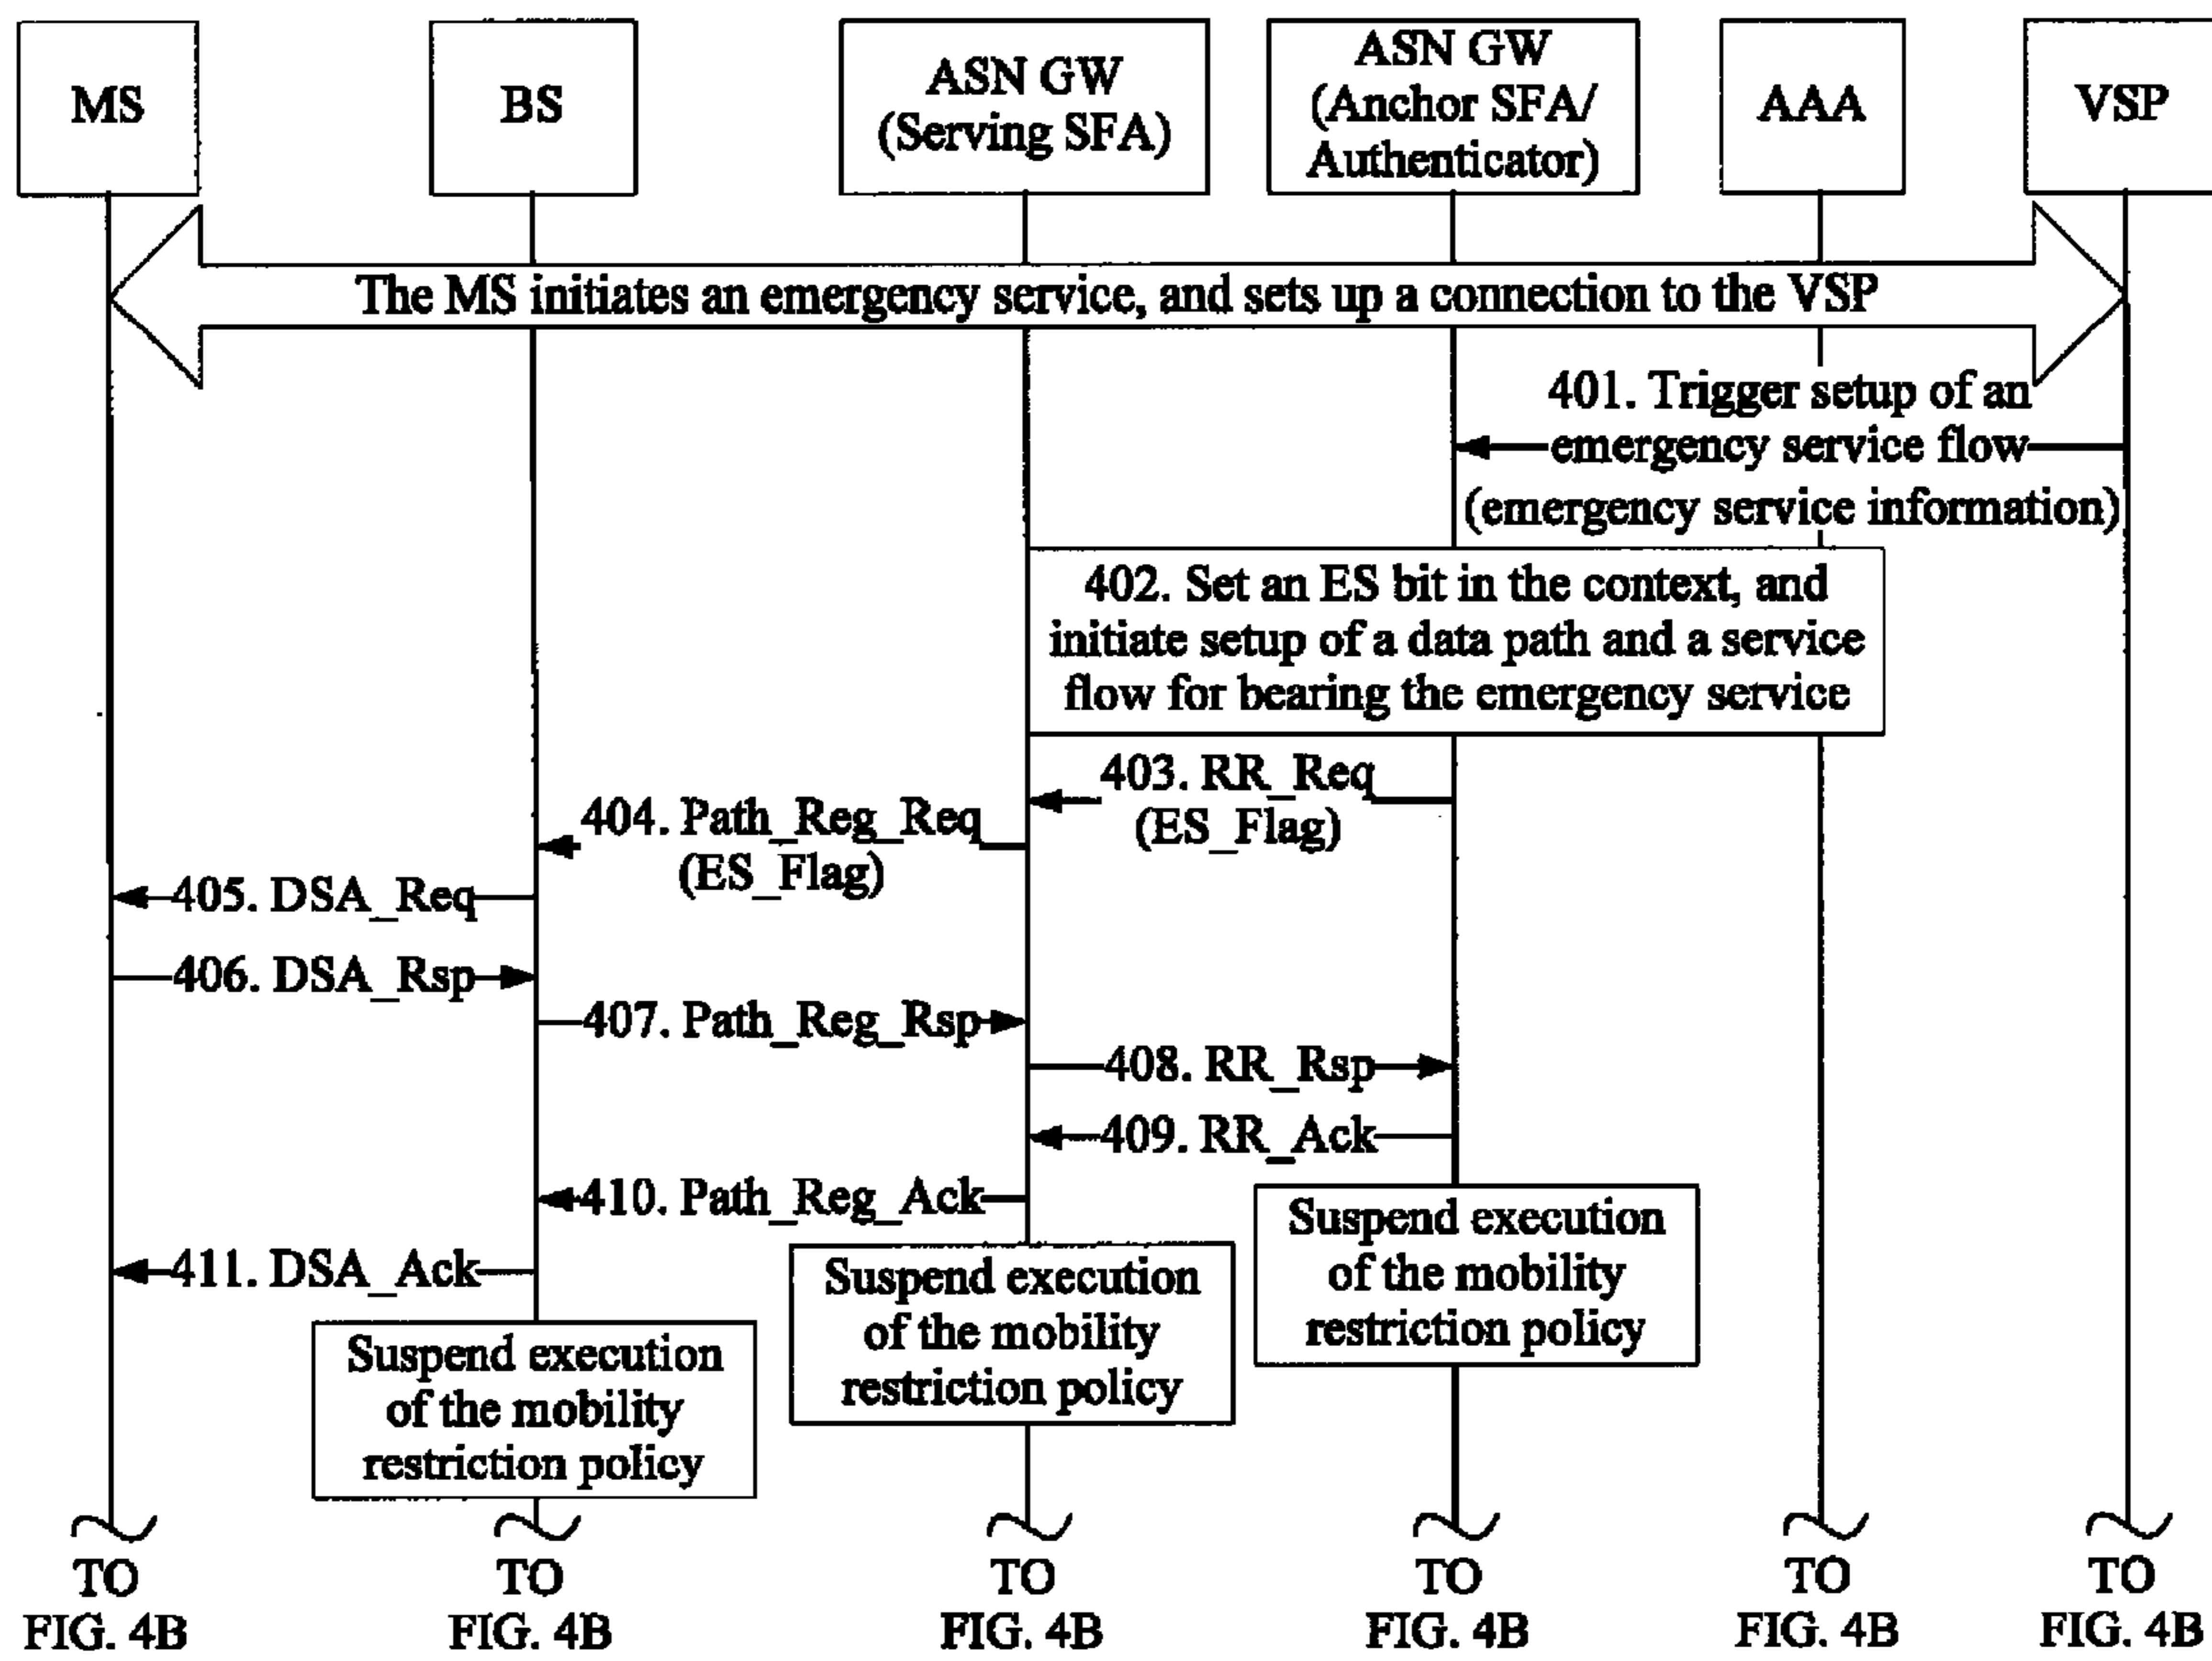 MS
BS
ASN GW
(Serving SFA)
ASN GW
(Anchor SFA/
Authenticator)
AAA
VSP
The MS initiates an emergency service, and sets up a connection to the VSP
401. Trigger setup of an
emergency service flow
(emergency service information)
402. Set an ES bit in the context, and
initiate setup of a data path and a service
flow for bearing the emergency service
403. RR_Req
(ES_Flag)
404. Path_Reg_Req
(ES_Flag)
405. DSA_Req
406. DSA_Rsp
407. Path_Reg_Rsp
408. RR_Rsp
409. RR_Ack
410. Path_Reg_Ack
411. DSA_Ack
Suspend execution
of the mobility
restriction policy
Suspend execution
of the mobility
restriction policy
Suspend execution
of the mobility
restriction policy
TO
FIG. 4B
TO
FIG. 4B
TO
FIG. 4B
TO
FIG. 4B
TO
FIG. 4B
TO
FIG. 4B